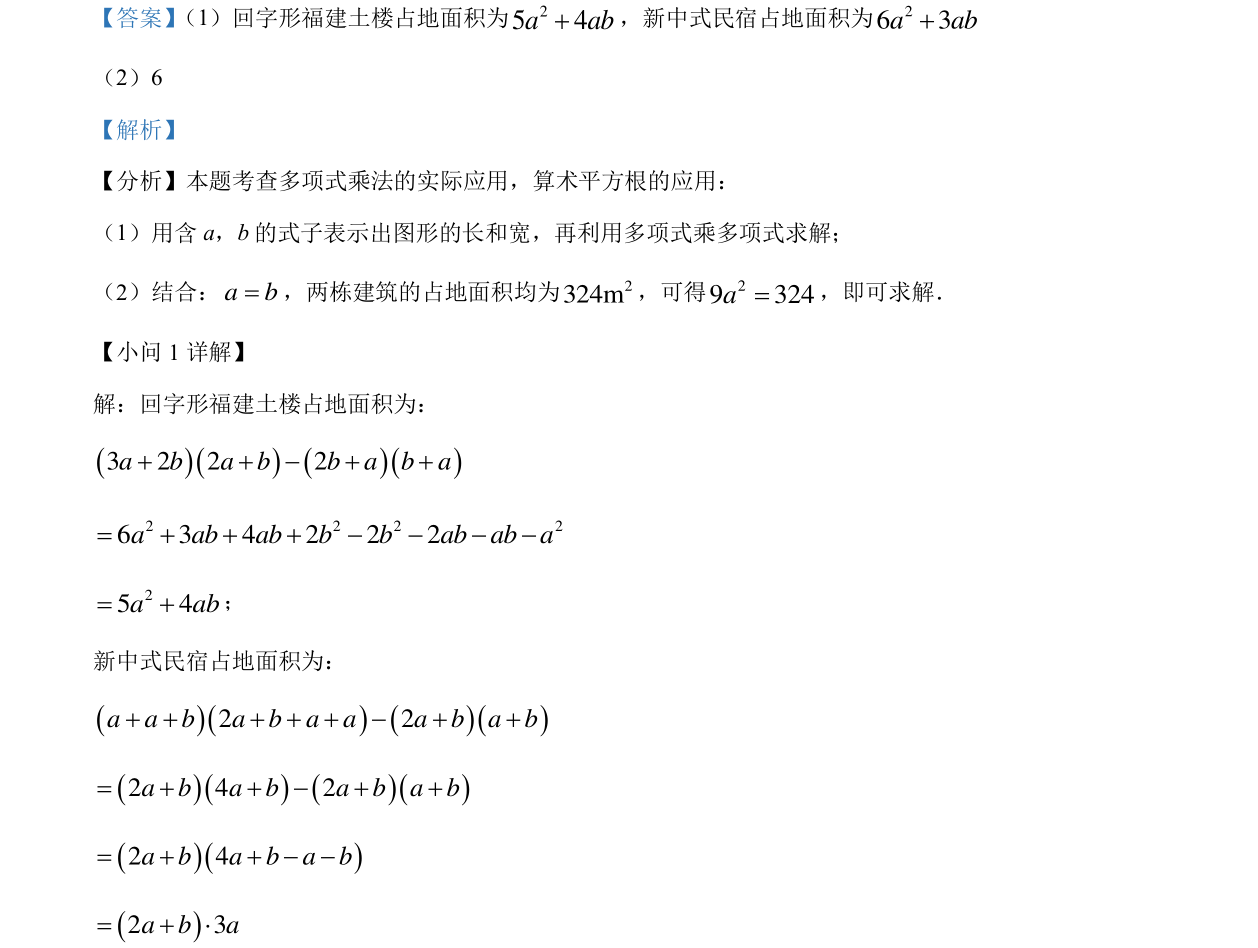 【答案】（1）回字形福建土楼占地面积为5a² + 4ab，新中式民宿占地面积为6a² + 3ab
（2）6
【解析】
【分析】本题考查多项式乘法的实际应用，算术平方根的应用：
（1）用含 a，b 的式子表示出图形的长和宽，再利用多项式乘多项式求解；
（2）结合：a = b，两栋建筑的占地面积均为324m²，可得9a² = 324，即可求解．
【小问 1 详解】
解：回字形福建土楼占地面积为：
(3a + 2b)(2a + b) − (2b + a)(b + a)
= 6a² + 3ab + 4ab + 2b² − 2b² − 2ab − ab − a²
= 5a² + 4ab；
新中式民宿占地面积为：
(a + a + b)(2a + b + a + a) − (2a + b)(a + b)
= (2a + b)(4a + b) − (2a + b)(a + b)
= (2a + b)(4a + b − a − b)
= (2a + b)·3a